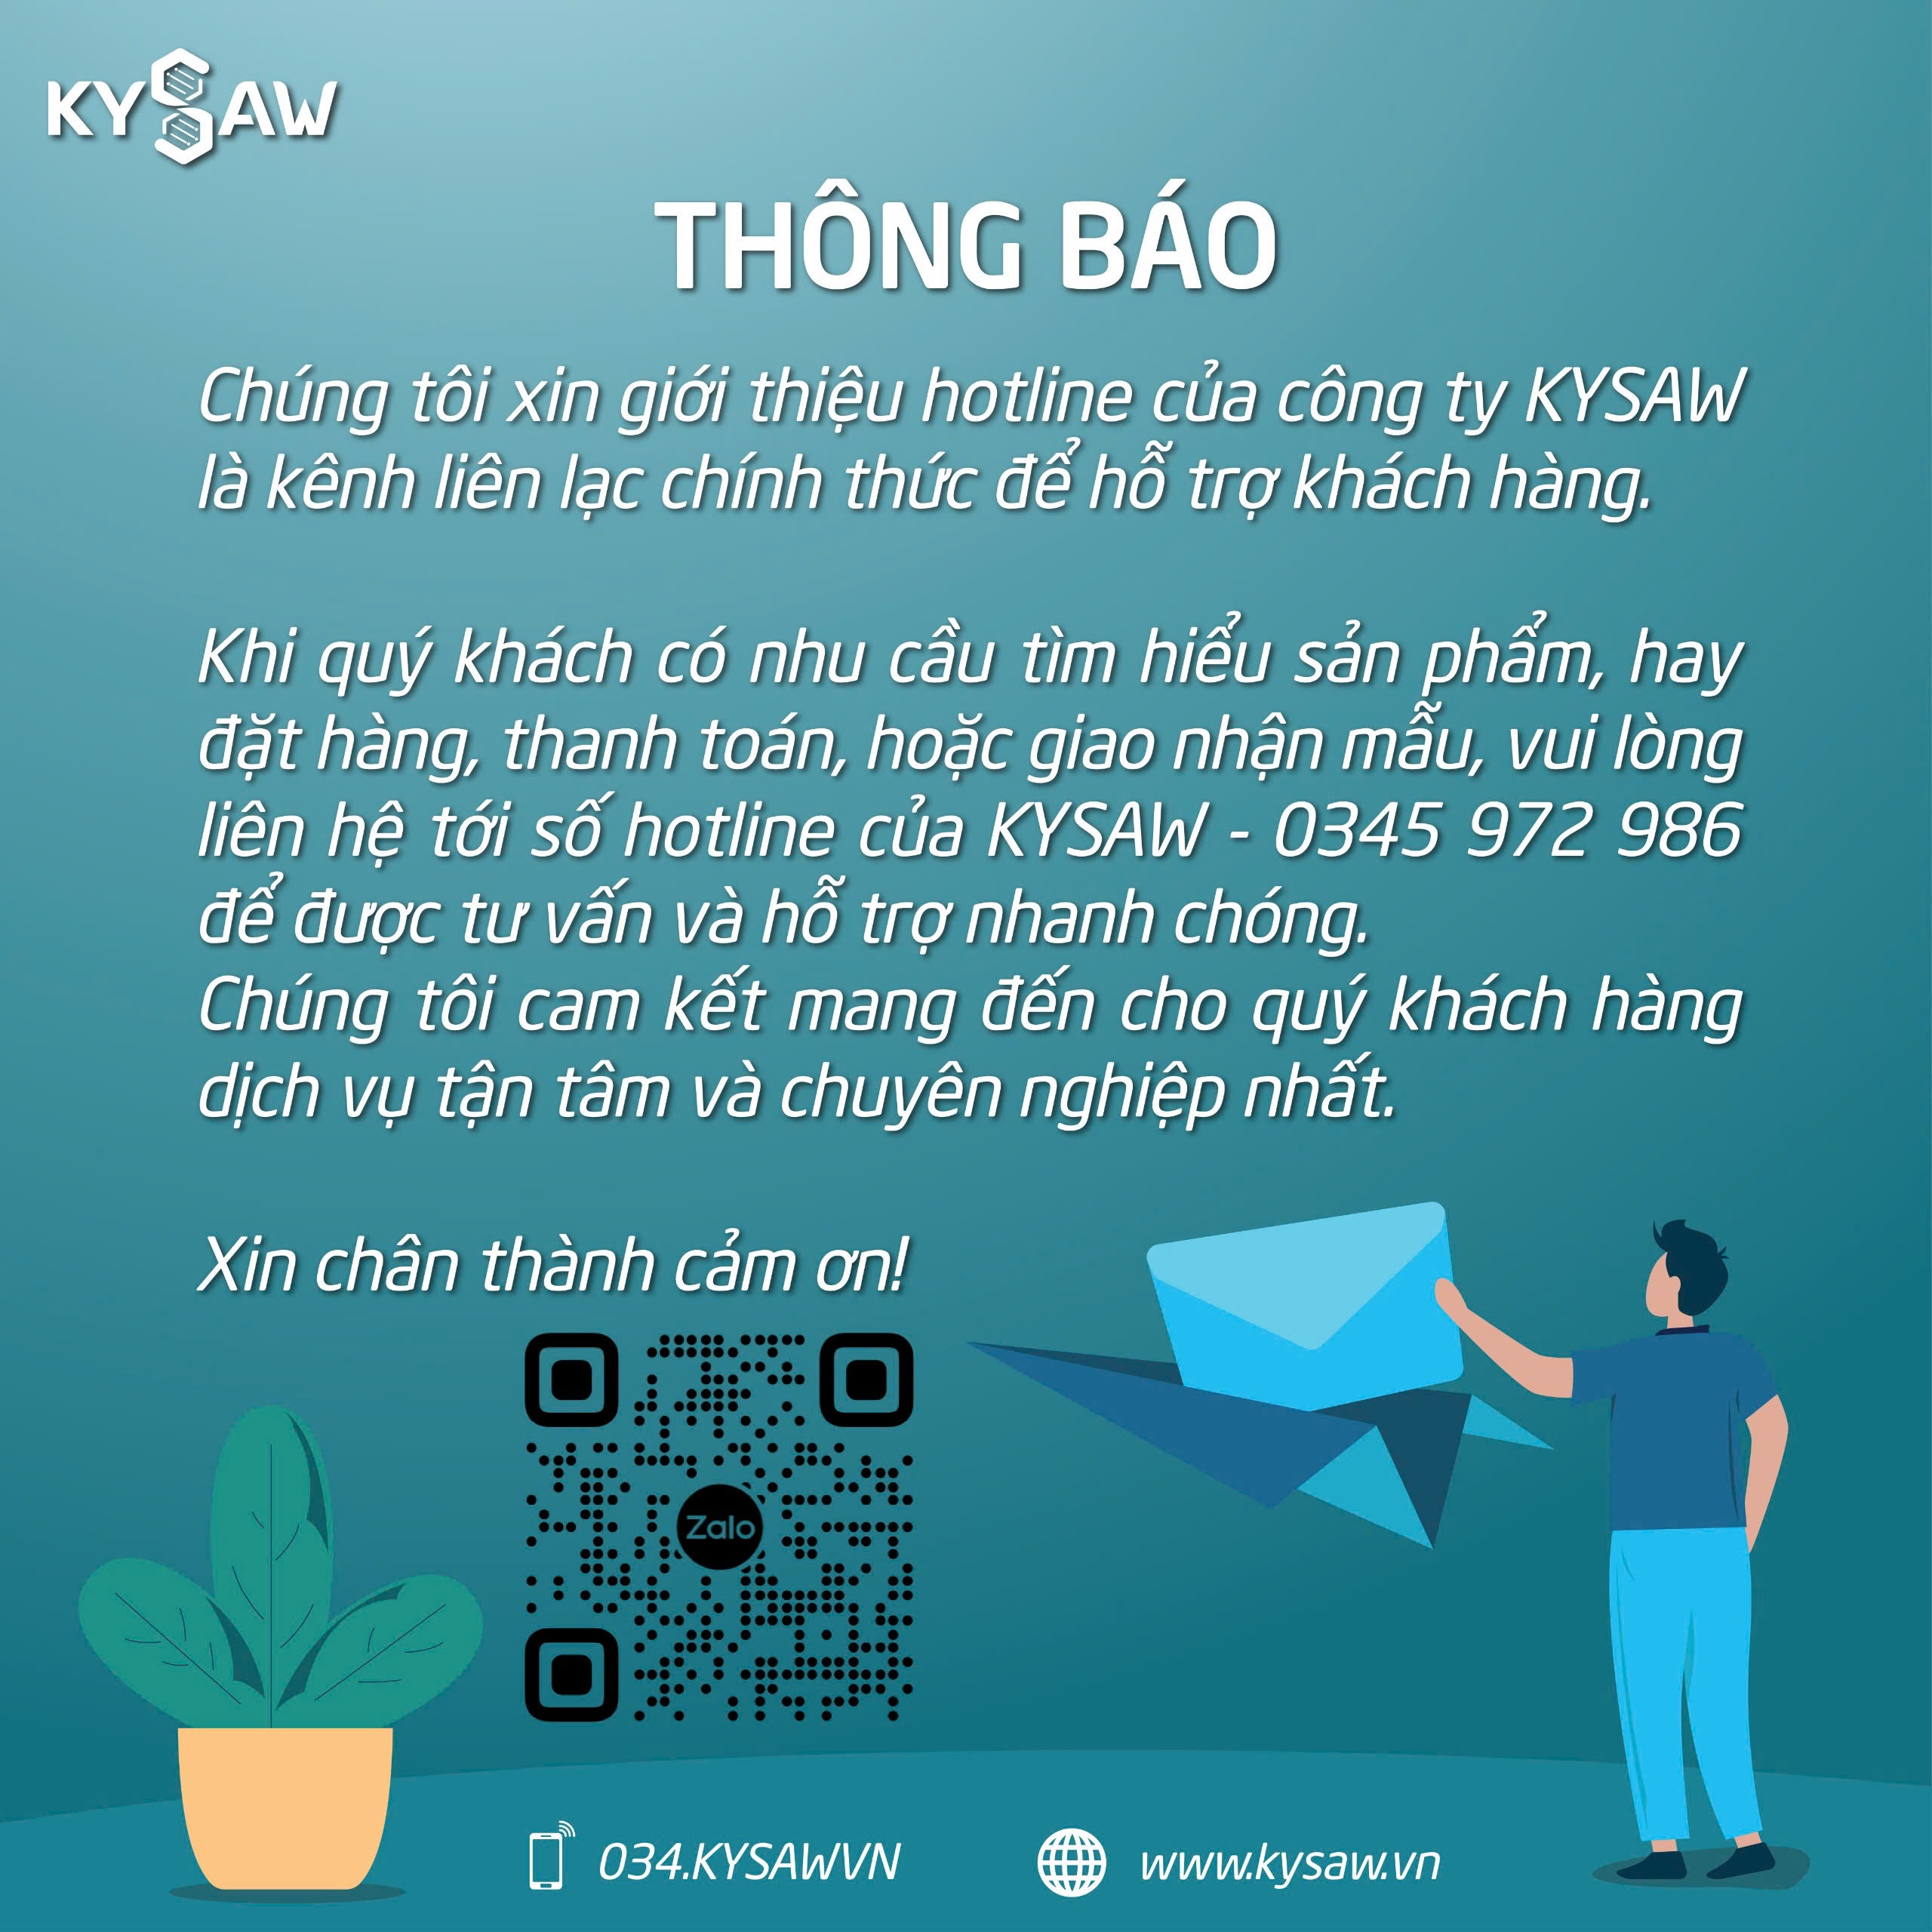 KYSAW
THÔNG BÁO
Chúng tôi xin giới thiệu hotline của công ty KYSAW
là kênh liên lạc chính thức để hỗ trợ khách hàng.
Khi quý khách có nhu cầu tìm hiểu sản phẩm, hay
đặt hàng, thanh toán, hoặc giao nhận mẫu, vui lòng
liên hệ tới số hotline của KYSAW - 0345 972 986
để được tư vấn và hỗ trợ nhanh chóng.
Chúng tôi cam kết mang đến cho quý khách hàng
dịch vụ tận tâm và chuyên nghiệp nhất.
Xin chân thành cảm ơn!
Zalo
034.KYSAWVN
www.kysaw.vn